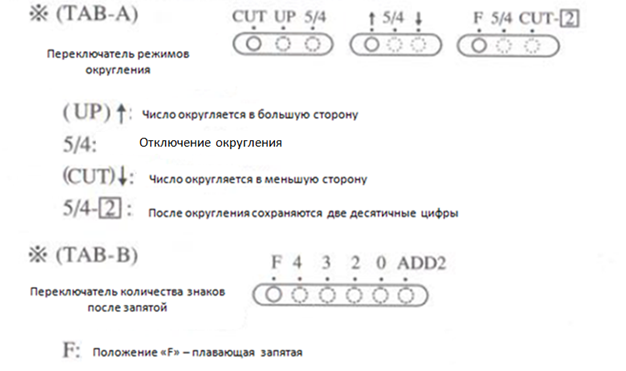 ※ (TAB-A)
CUT UP 5/4 ↑ 5/4 ↓ F 5/4 CUT-2
Переключатель режимов
округления
(UP)↑: Число округляется в большую сторону
5/4: Отключение округления
(CUT)↓: Число округляется в меньшую сторону
5/4-2 : После округления сохраняются две десятичные цифры
※ (TAB-B)
F 4 3 2 0 ADD2
Переключатель количества знаков
после запятой
F: Положение «F» – плавающая запятая